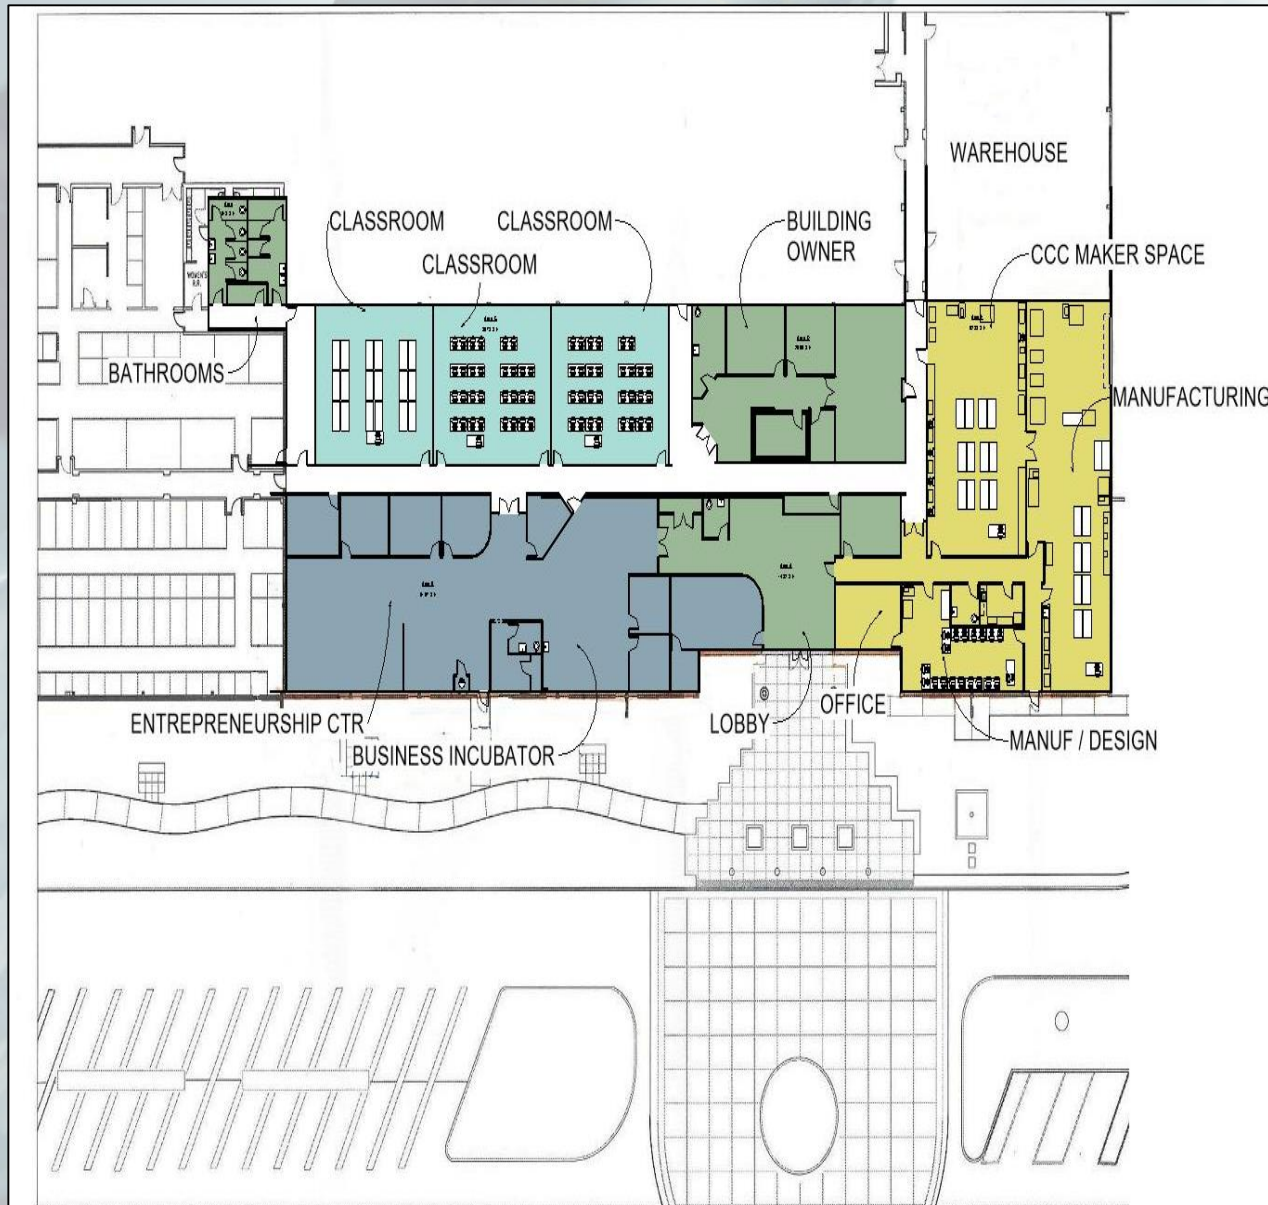 WAREHOUSE
CLASSROOM
CLASSROOM
BUILDING
OWNER
CLASSROOM
CCC MAKER SPACE
WOMEN'S
BATHROOMS
MANUFACTURING
OFFICE
ENTREPRENEURSHIP CTR
LOBBY
MANUF / DESIGN
BUSINESS INCUBATOR